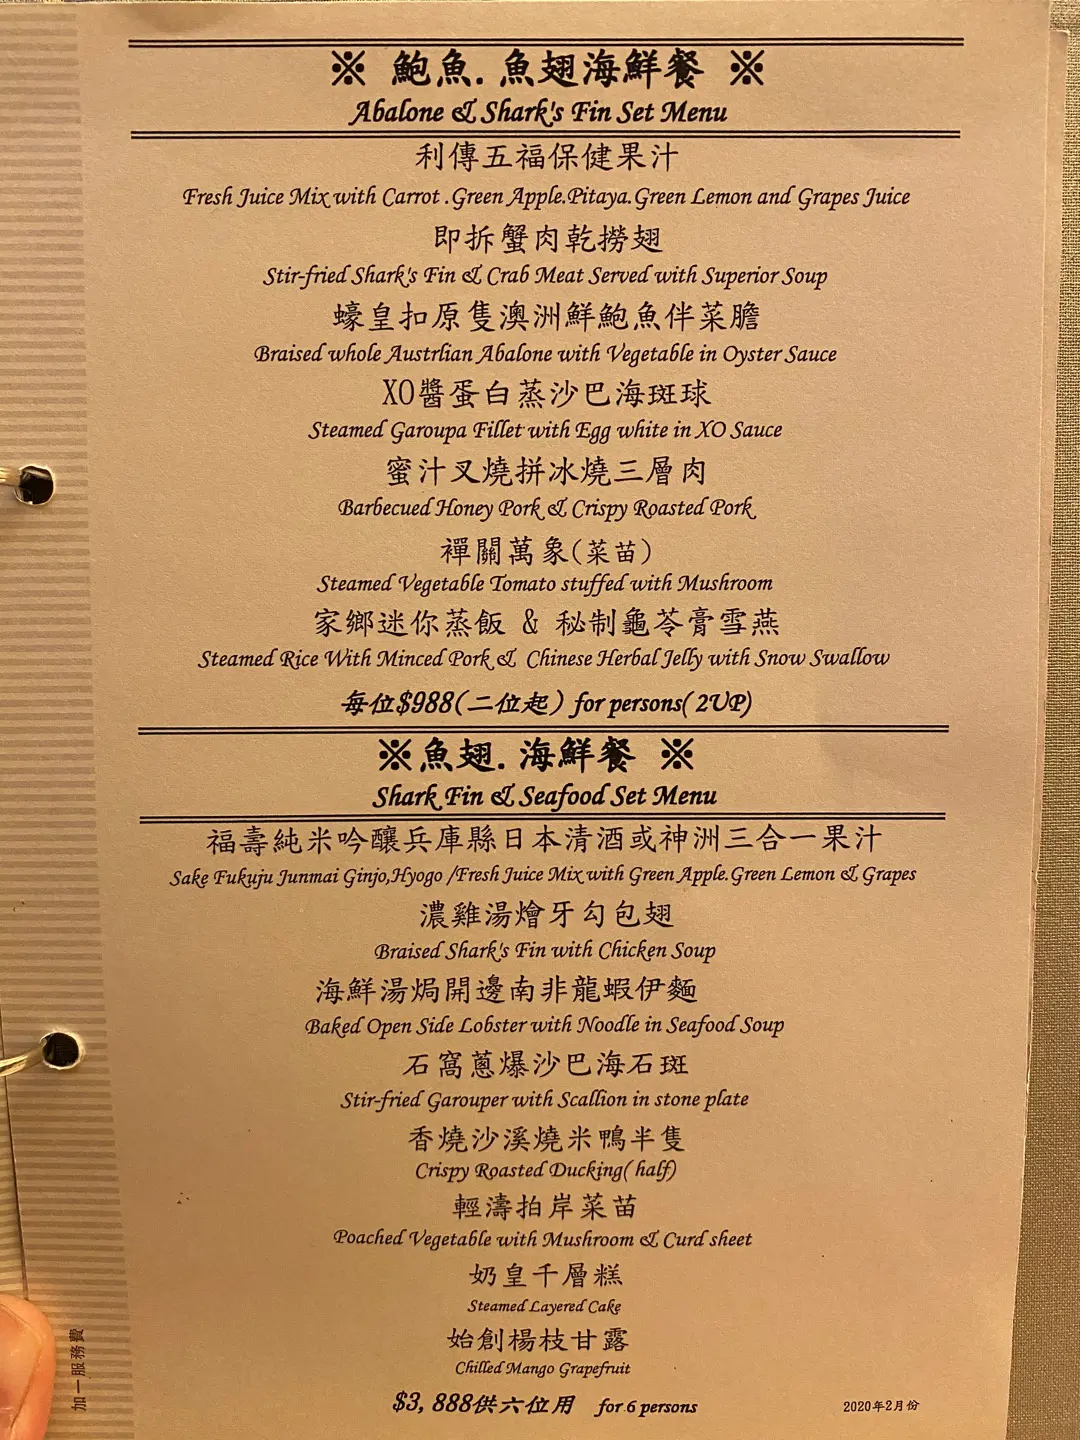 ※ 鮑魚.魚翅海鮮餐 ※
Abalone & Shark's Fin Set Menu
利傳五福保健果汁
Fresh Juice Mix with Carrot .Green Apple.Pitaya.Green Lemon and Grapes Juice
即拆蟹肉乾撈翅
Stir-fried Shark's Fin & Crab Meat Served with Superior Soup
蠔皇扣原隻澳洲鮮鮑魚伴菜膽
Braised whole Austrlian Abalone with Vegetable in Oyster Sauce
XO醬蛋白蒸沙巴海斑球
Steamed Garoupa Fillet with Egg white in XO Sauce
蜜汁叉燒拼冰燒三層肉
Barbecued Honey Pork & Crispy Roasted Pork
禪關萬象(菜苗)
Steamed Vegetable Tomato stuffed with Mushroom
家鄉迷你蒸飯 & 秘制龜苓膏雪燕
Steamed Rice With Minced Pork & Chinese Herbal Jelly with Snow Swallow
每位$988(二位起) for persons( 2UP)
※魚翅.海鮮餐 ※
Shark Fin & Seafood Set Menu
福壽純米吟釀兵庫縣日本清酒或神洲三合一果汁
Sake Fukuju Junmai Ginjo,Hyogo /Fresh Juice Mix with Green Apple.Green Lemon & Grapes
濃雞湯燴牙勾包翅
Braised Shark's Fin with Chicken Soup
海鮮湯焗開邊南非龍蝦伊麵
Baked Open Side Lobster with Noodle in Seafood Soup
石窩蔥爆沙巴海石斑
Stir-fried Garouper with Scallion in stone plate
香燒沙溪燒米鴨半隻
Crispy Roasted Ducking( half)
輕濤拍岸菜苗
Poached Vegetable with Mushroom & Curd sheet
奶皇千層糕
Steamed Layered Cake
始創楊枝甘露
Chilled Mango Grapefruit
$3, 888供六位用 for 6 persons
2020年2月份
加一服務費